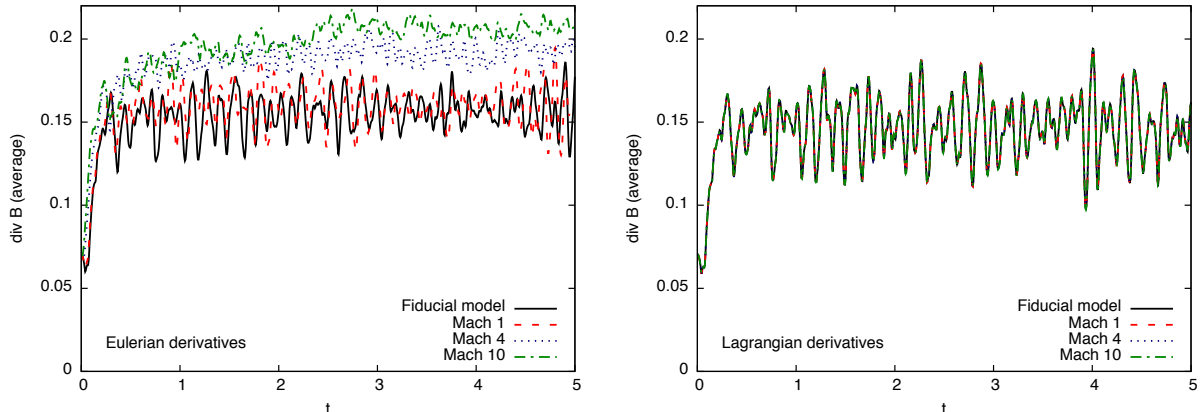 0.2
0.15
0.1
0.05
0
div B (average)
Fiducial model
Mach 1
Mach 4
Mach 10
Eulerian derivatives
0 1 2 3 4 5
t
0.2
0.15
0.1
0.05
0
div B (average)
Fiducial model
Mach 1
Mach 4
Mach 10
Lagrangian derivatives
0 1 2 3 4 5
t